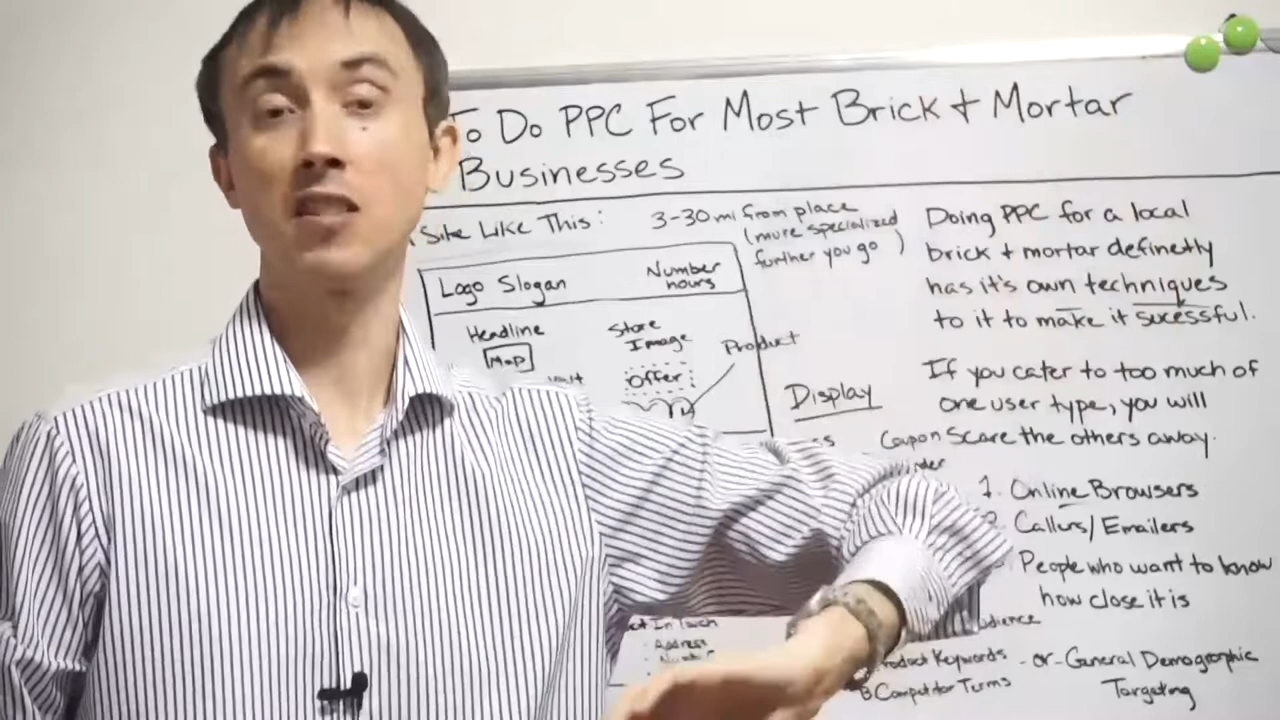 To Do PPC For Most Brick + Mortar
Businesses
Site Like This:
3-30mi from place
(more specialized
further you go)
Logo Slogan
Number
hours
Headline
Map
Store
Image
Offer
Product
Display
Coupon
Doing PPC for a local
brick + mortar definetly
has it's own techniques
to it to make it sucessful.
If you cater to too much of
one user type, you will
Scare the others away.
1. Online Browsers
2. Callers/Emailers
People who want to know
how close it is
In Touch
· Address
Product Keywords
B Competitor Terms
-or- General Demographic
Targeting